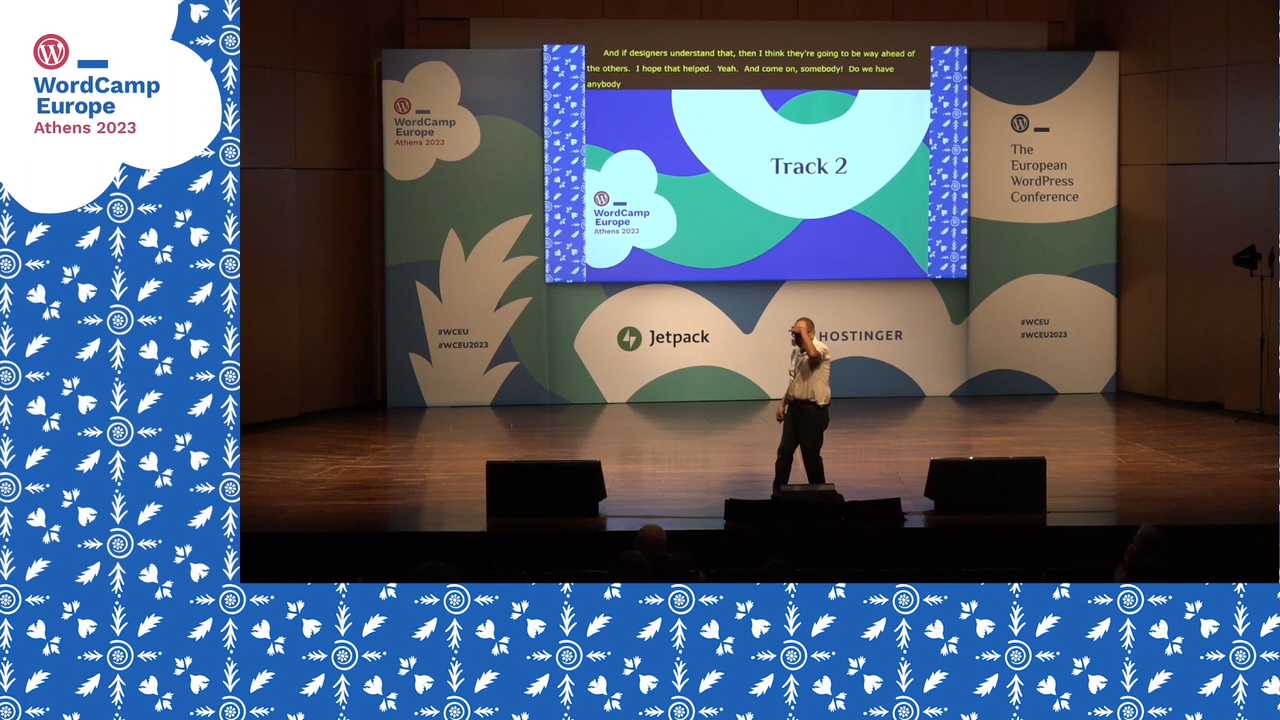 WordCamp
Europe
Athens 2023
And if designers understand that, then I think they're going to be way ahead of
the others. I hope that helped. Yeah. And come on, somebody! Do we have
anybody
Track 2
WordCamp
Europe
Athens 2023
WordCamp
Europe
Athens 2023
The
European
WordPress
Conference
#WCEU
#WCEU2023
Jetpack
HOSTINGER
#WCEU
#WCEU2023